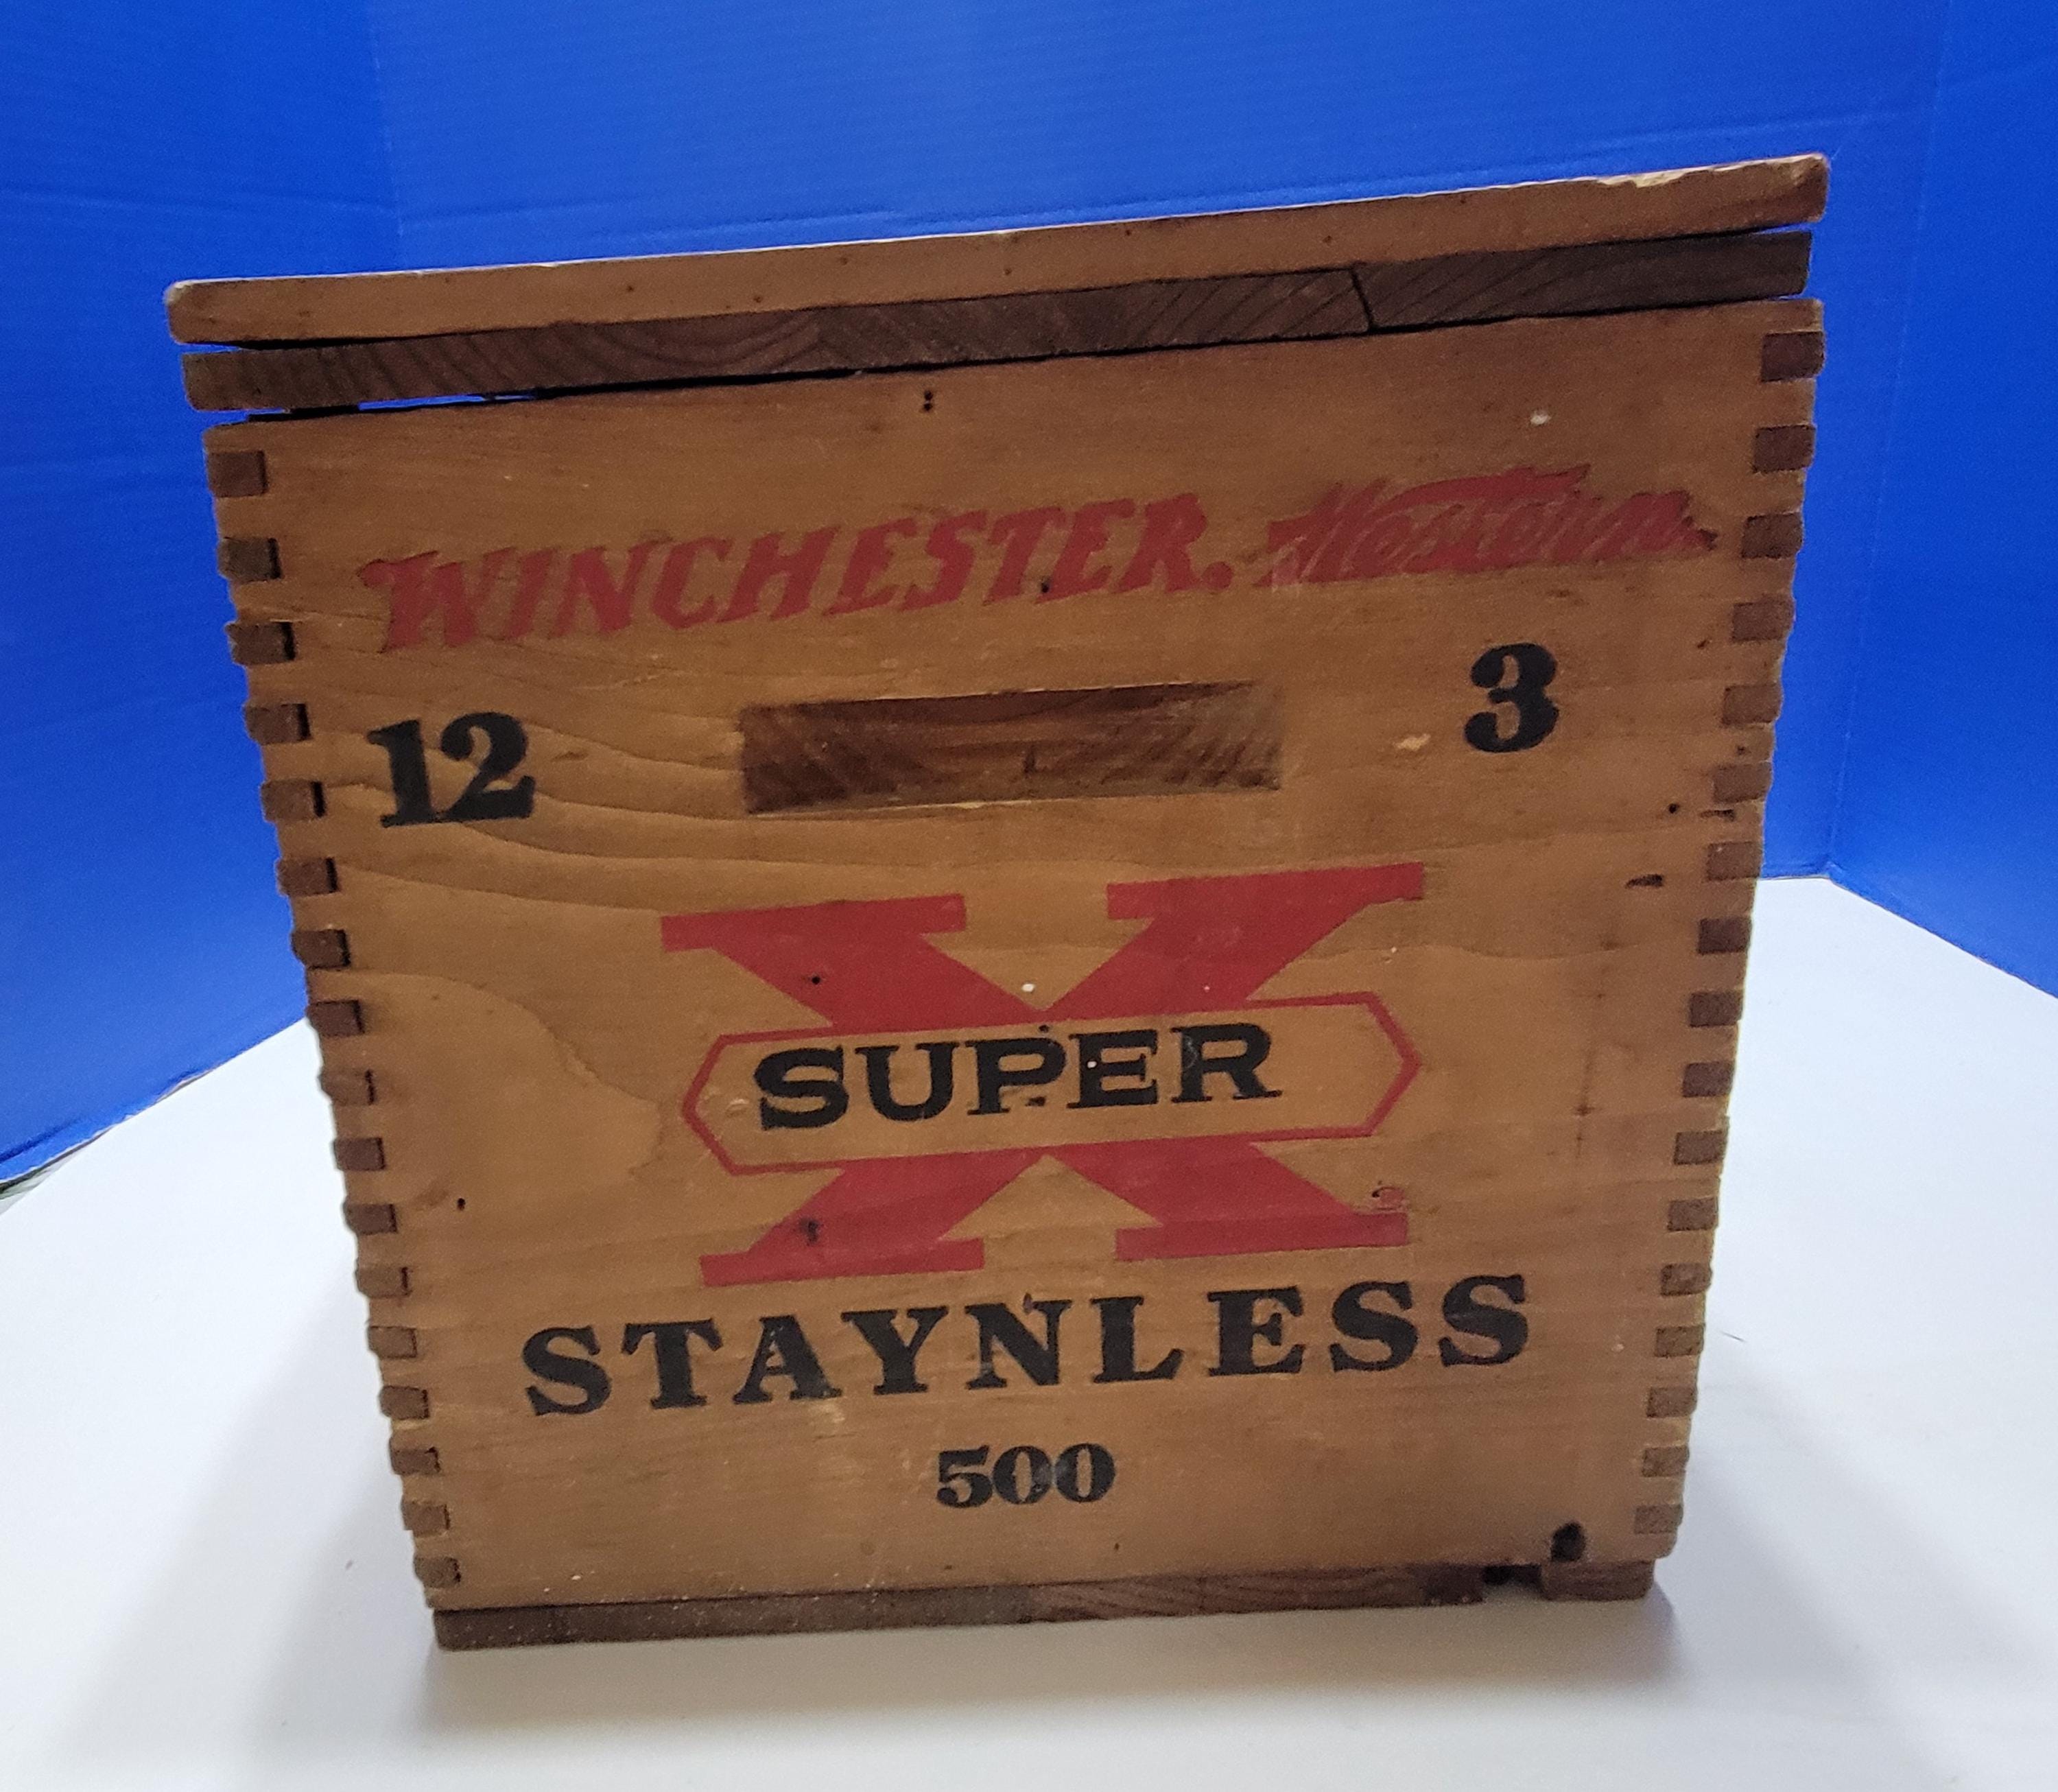 WINCHESTER. Western
12 3
X
SUPER
STAYNLESS
500